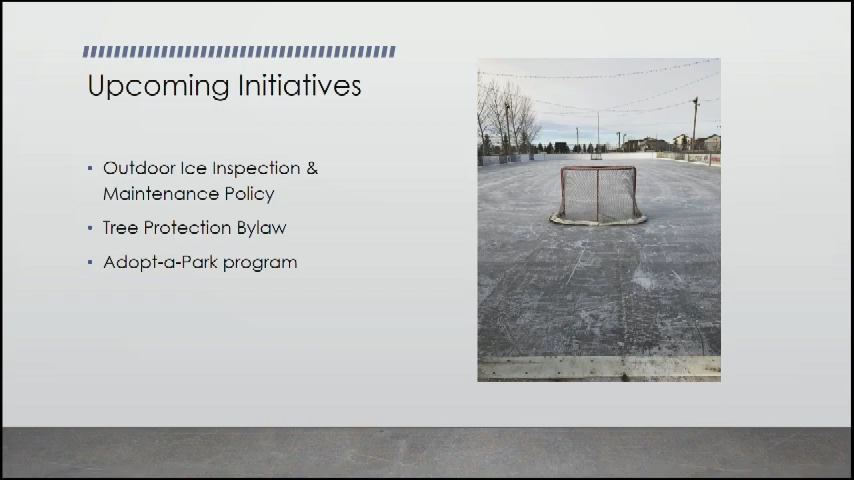 Upcoming Initiatives
▪ Outdoor Ice Inspection &
Maintenance Policy
▪ Tree Protection Bylaw
▪ Adopt-a-Park program